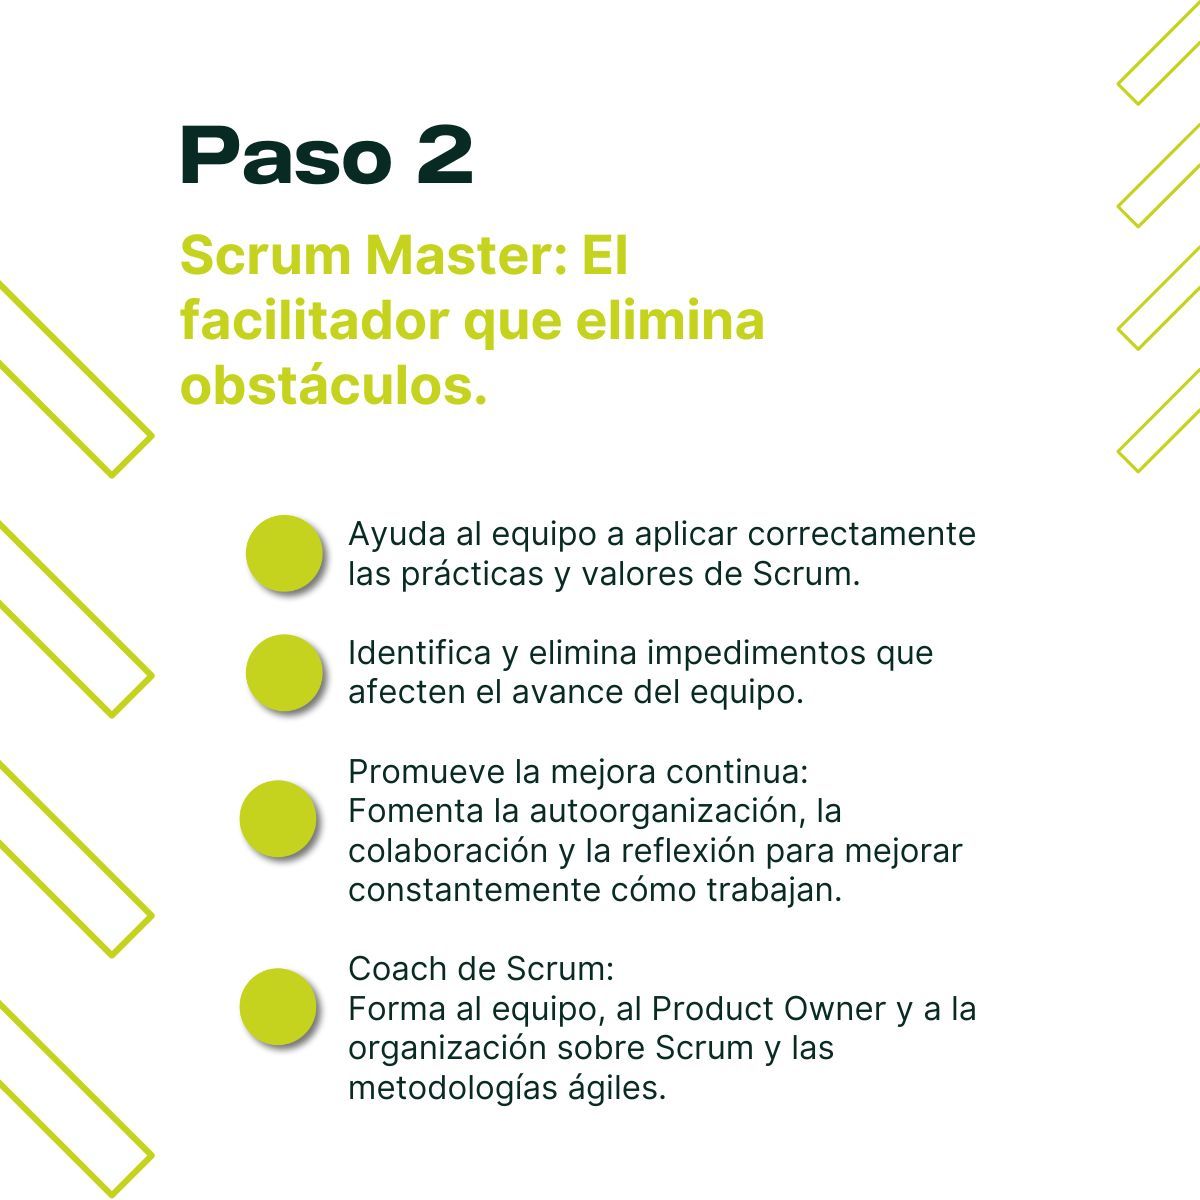 Paso 2
Scrum Master: El
facilitador que elimina
obstáculos.
Ayuda al equipo a aplicar correctamente
las prácticas y valores de Scrum.
Identifica y elimina impedimentos que
afecten el avance del equipo.
Promueve la mejora continua:
Fomenta la autoorganización, la
colaboración y la reflexión para mejorar
constantemente cómo trabajan.
Coach de Scrum:
Forma al equipo, al Product Owner y a la
organización sobre Scrum y las
metodologías ágiles.